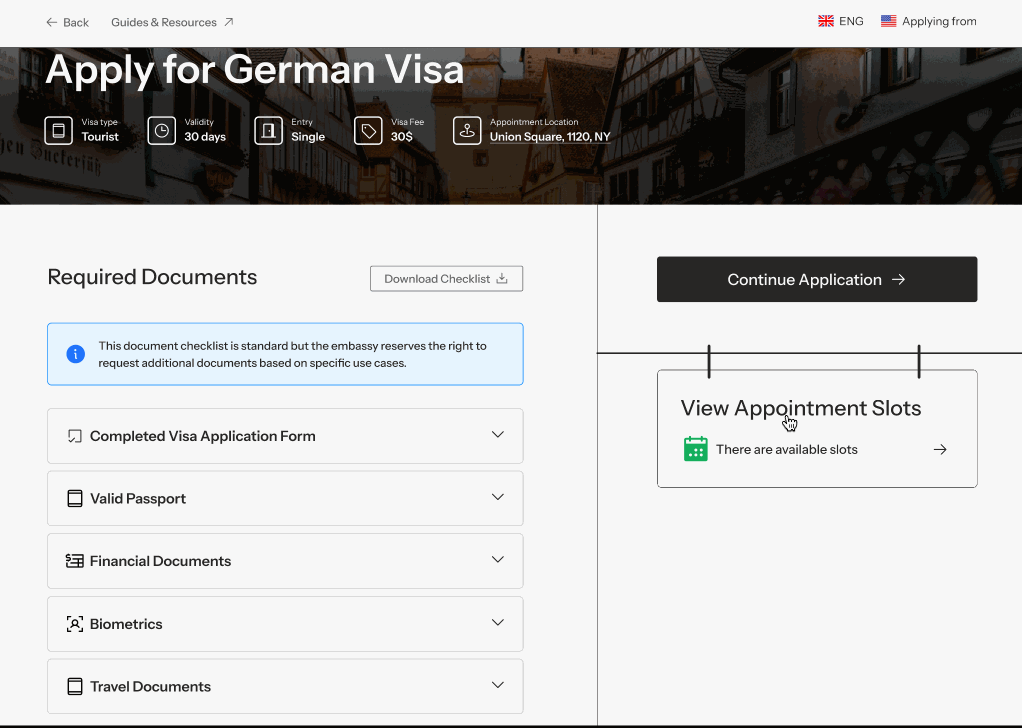 Back
Guides & Resources
ENG
Applying from
Apply for German Visa
Visa type
Tourist
Validity
30 days
Entry
Single
Visa Fee
30$
Appointment Location
Union Square, 1120, NY
Required Documents
Download Checklist
This document checklist is standard but the embassy reserves the right to
request additional documents based on specific use cases.
Completed Visa Application Form
Valid Passport
Financial Documents
Biometrics
Travel Documents
Continue Application
View Appointment Slots
There are available slots